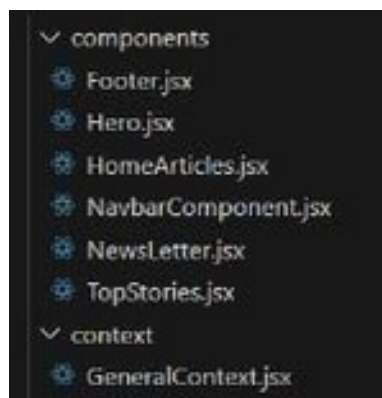 components
Footer.jsx
Hero.jsx
HomeArticles.jsx
NavbarComponent.jsx
NewsLetter.jsx
TopStories.jsx
context
GeneralContext.jsx